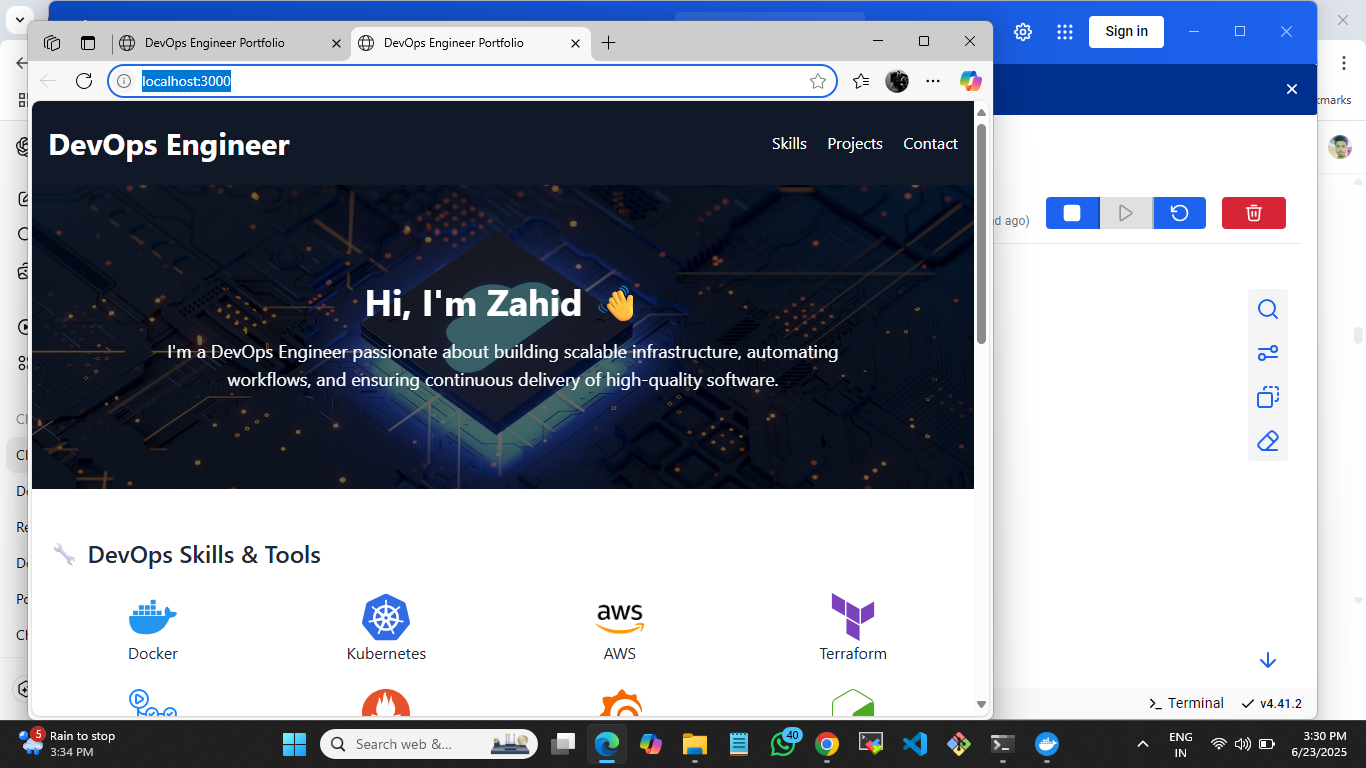 DevOps Engineer Portfolio
DevOps Engineer Portfolio
Sign in
localhost:3000
kmarks
DevOps Engineer
Skills
Projects
Contact
d ago)
Hi, I'm Zahid 👋
I'm a DevOps Engineer passionate about building scalable infrastructure, automating
workflows, and ensuring continuous delivery of high-quality software.
DevOps Skills & Tools
Docker
Kubernetes
aws
AWS
Terraform
Terminal
v4.41.2
5
Rain to stop
3:34 PM
Search web &...
40
ENG
IN
3:30 PM
6/23/2025